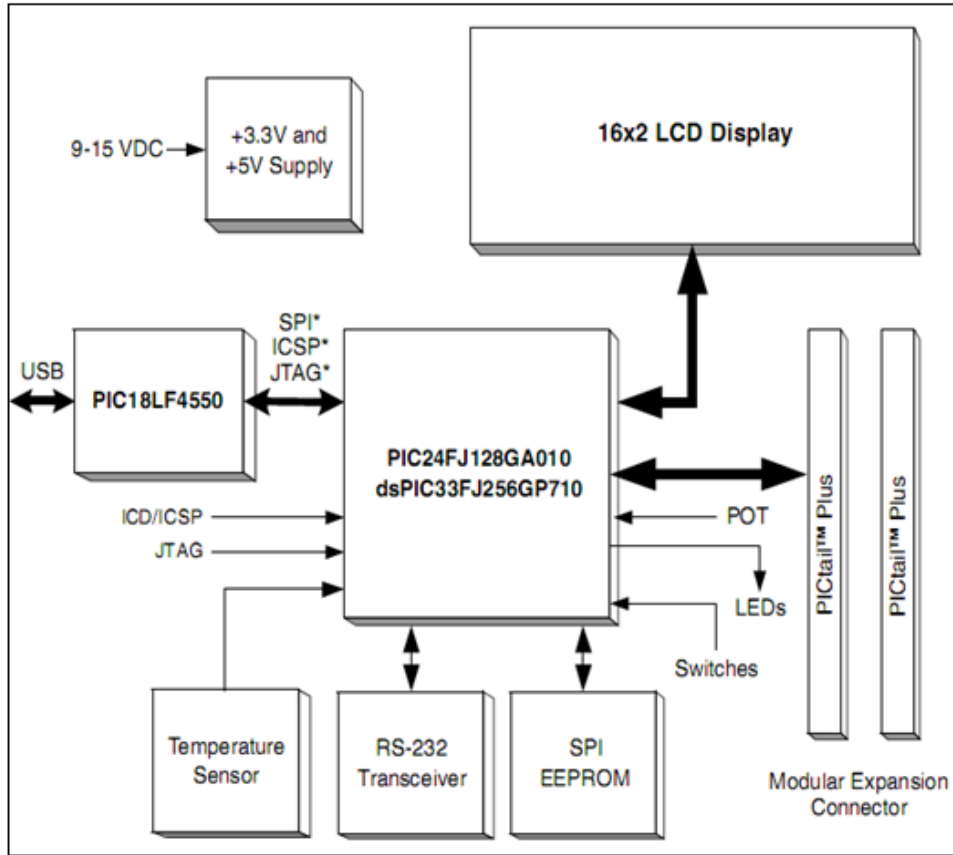 +3.3V and
+5V Supply
9-15 VDC
16x2 LCD Display
SPI*
ICSP*
JTAG*
USB
PIC18LF4550
PIC24FJ128GA010
dsPIC33FJ256GP710
ICD/ICSP
JTAG
POT
LEDs
Switches
PICtail™ Plus
PICtail™ Plus
Temperature
Sensor
RS-232
Transceiver
SPI
EEPROM
Modular Expansion
Connector